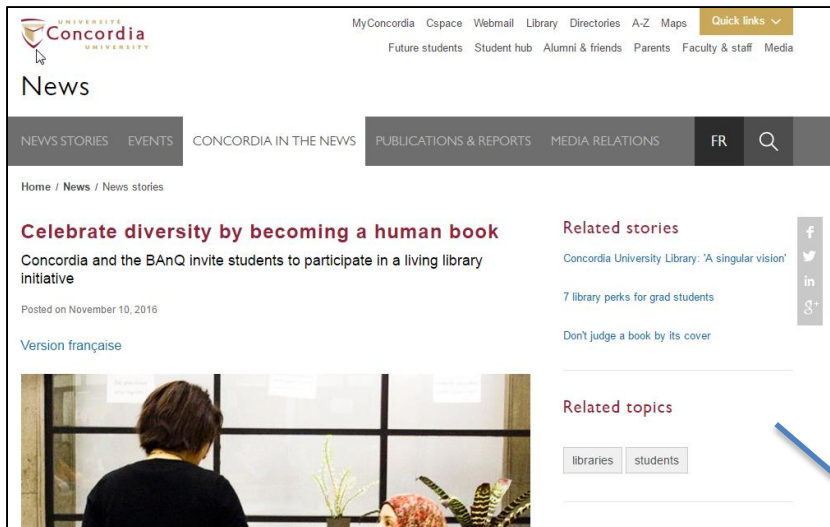 UNIVERSITÉ
Concordia
UNIVERSITY
MyConcordia Cspace Webmail Library Directories A-Z Maps Quick links
Future students Student hub Alumni & friends Parents Faculty & staff Media
News
NEWS STORIES EVENTS CONCORDIA IN THE NEWS PUBLICATIONS & REPORTS MEDIA RELATIONS FR
Home / News / News stories
Celebrate diversity by becoming a human book
Concordia and the BAnQ invite students to participate in a living library
initiative
Posted on November 10, 2016
Version française
Related stories
Concordia University Library: 'A singular vision'
7 library perks for grad students
Don't judge a book by its cover
Related topics
libraries students
f
in
g+